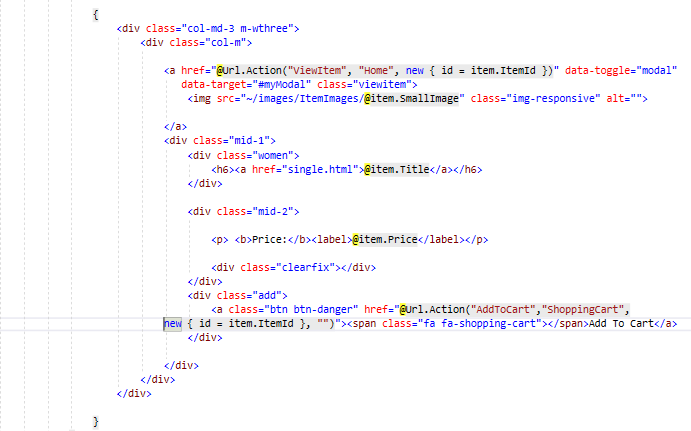 {
<div class="col-md-3 m-wthree">
<div class="col-m">
<a href="@Url.Action("ViewItem", "Home", new { id = item.ItemId })" data-toggle="modal"
data-target="#myModal" class="viewitem">
<img src="~/images/ItemImages/@item.SmallImage" class="img-responsive" alt="">
</a>
<div class="mid-1">
<div class="women">
<h6><a href="single.html">@item.Title</a></h6>
</div>
<div class="mid-2">
<p> <b>Price:</b><label>@item.Price</label></p>
<div class="clearfix"></div>
</div>
<div class="add">
<a class="btn btn-danger" href="@Url.Action("AddToCart","ShoppingCart",
new { id = item.ItemId }, "")"><span class="fa fa-shopping-cart"></span>Add To Cart</a>
</div>
</div>
</div>
</div>
}